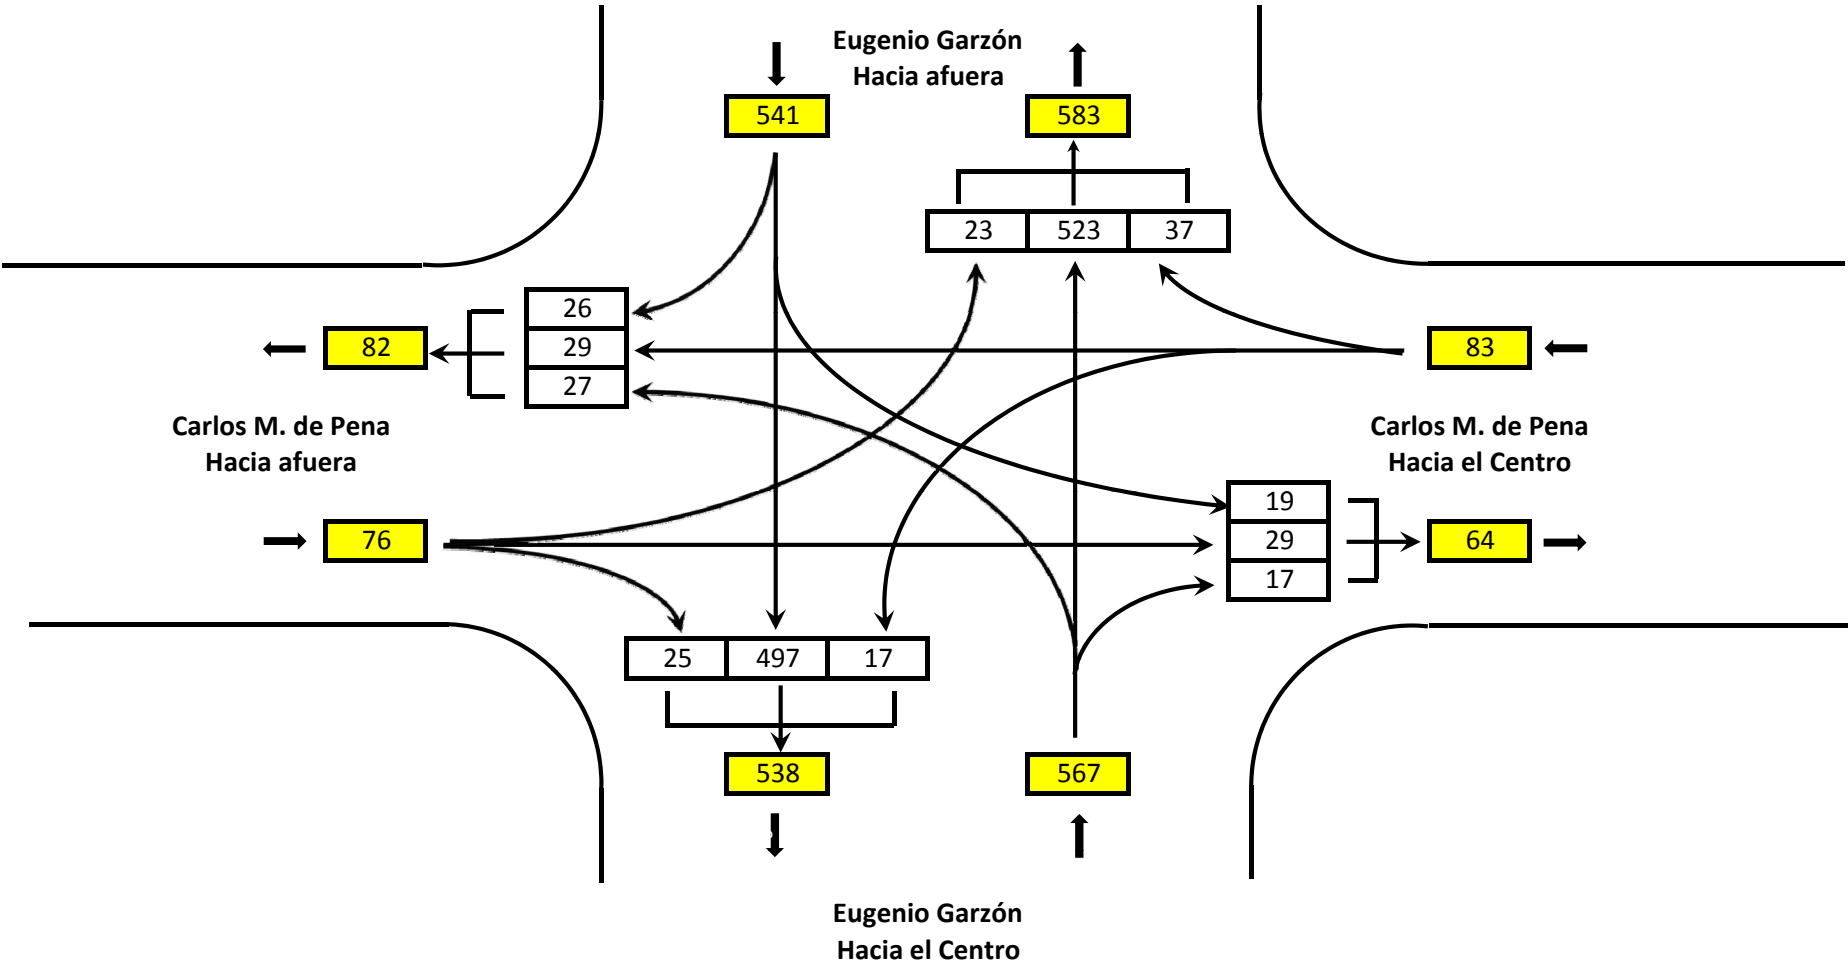 Eugenio Garzón
Hacia afuera
541
583
23 523 37
26
29
27
82
83
Carlos M. de Pena
Hacia afuera
Carlos M. de Pena
Hacia el Centro
76
19
29
17
64
25 497 17
538
567
Eugenio Garzón
Hacia el Centro